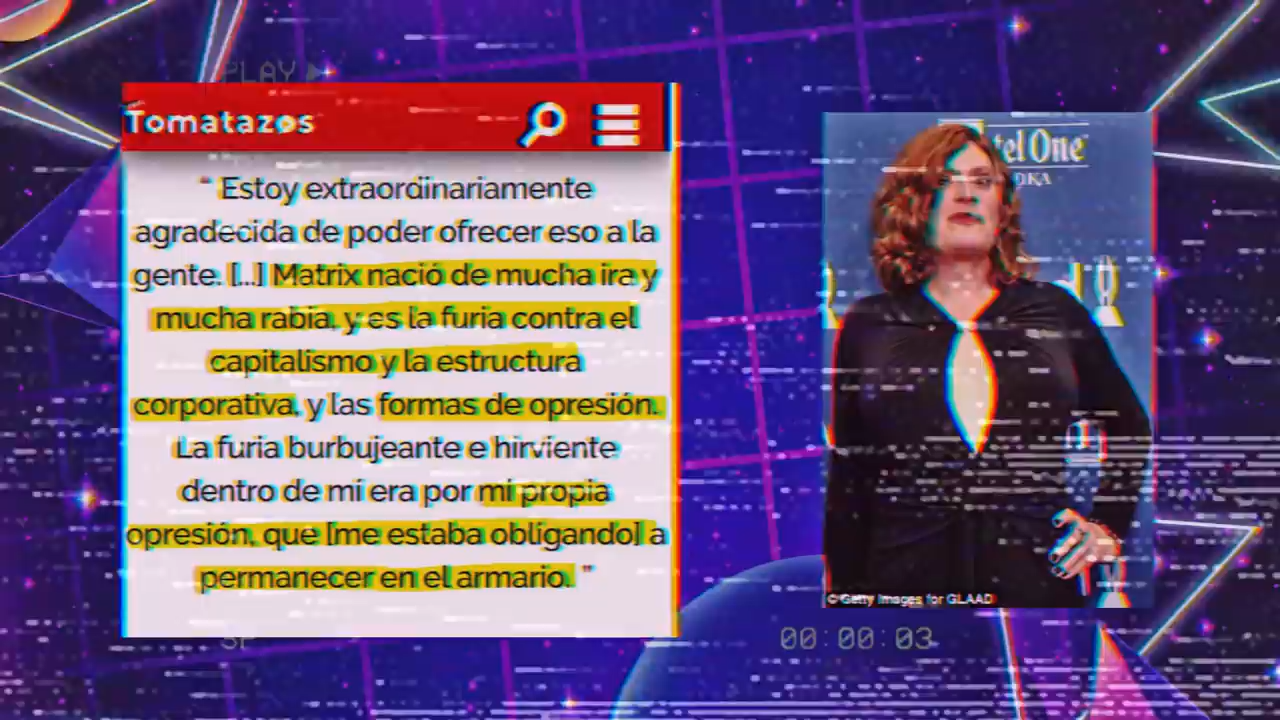 PLAY
Tomatazos
" Estoy extraordinariamente
agradecida de poder ofrecer eso a la
gente. [...] Matrix nació de mucha ira y
mucha rabia, y es la furia contra el
capitalismo y la estructura
corporativa, y las formas de opresión.
La furia burbujeante e hirviente
dentro de mí era por mi propia
opresión, que [me estaba obligando] a
permanecer en el armario. "
tel One
DKA
© Getty Images for GLAAD
SP
00:00:03